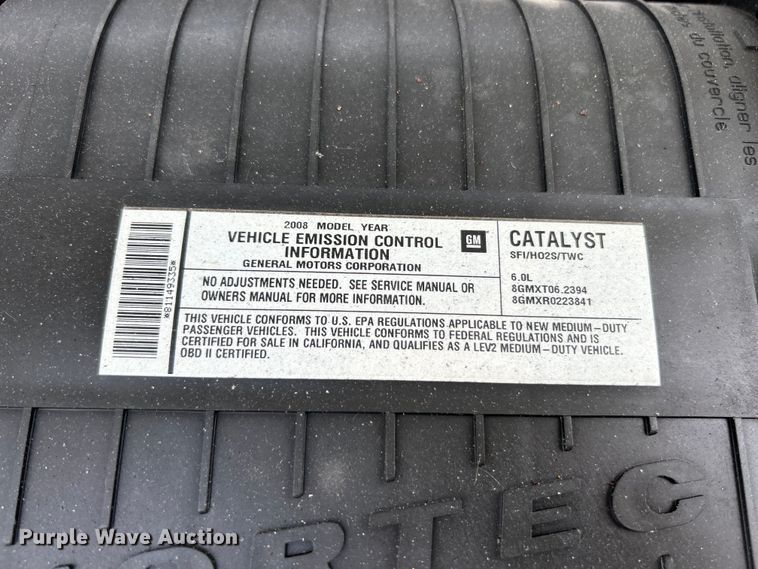 pulation, aligner les
du couvercle
2008 MODEL YEAR
VEHICLE EMISSION CONTROL
INFORMATION
GENERAL MOTORS CORPORATION
GM
CATALYST
SFI/HO2S/TWC
NO ADJUSTMENTS NEEDED. SEE SERVICE MANUAL OR
OWNERS MANUAL FOR MORE INFORMATION.
6.0L
8GMXT06.2394
8GMXR0223841
THIS VEHICLE CONFORMS TO U.S. EPA REGULATIONS APPLICABLE TO NEW MEDIUM-DUTY
PASSENGER VEHICLES. THIS VEHICLE CONFORMS TO FEDERAL REGULATIONS AND IS
CERTIFIED FOR SALE IN CALIFORNIA, AND QUALIFIES AS A LEV2 MEDIUM-DUTY VEHICLE.
OBD II CERTIFIED.
*81149335*
ORTEC
Purple Wave Auction